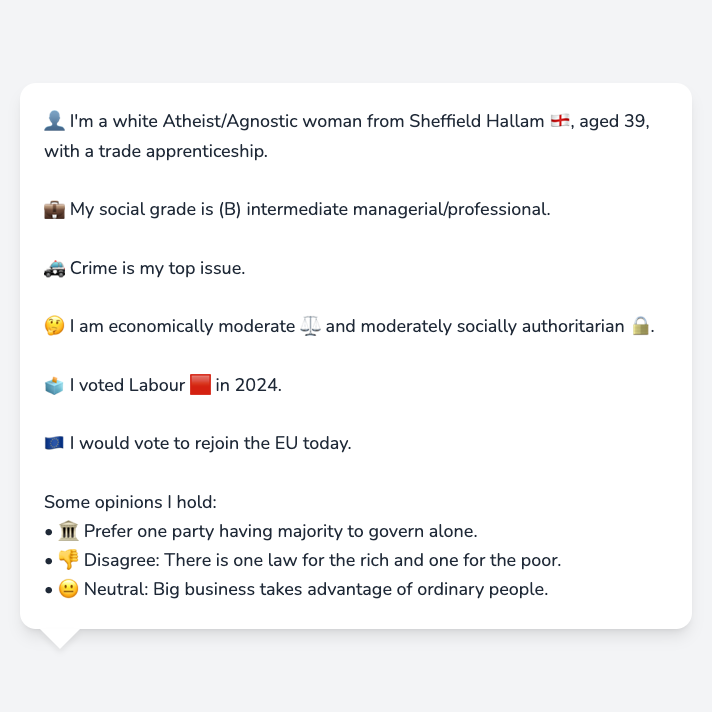 👤 I'm a white Atheist/Agnostic woman from Sheffield Hallam 🏴󠁧󠁢󠁥󠁮󠁧󠁿, aged 39,
with a trade apprenticeship.
💼 My social grade is (B) intermediate managerial/professional.
🚓 Crime is my top issue.
🤔 I am economically moderate ⚖️ and moderately socially authoritarian 🔒.
🗳️ I voted Labour 🟥 in 2024.
🇪🇺 I would vote to rejoin the EU today.
Some opinions I hold:
• 🏛️ Prefer one party having majority to govern alone.
• 👎 Disagree: There is one law for the rich and one for the poor.
• 😐 Neutral: Big business takes advantage of ordinary people.